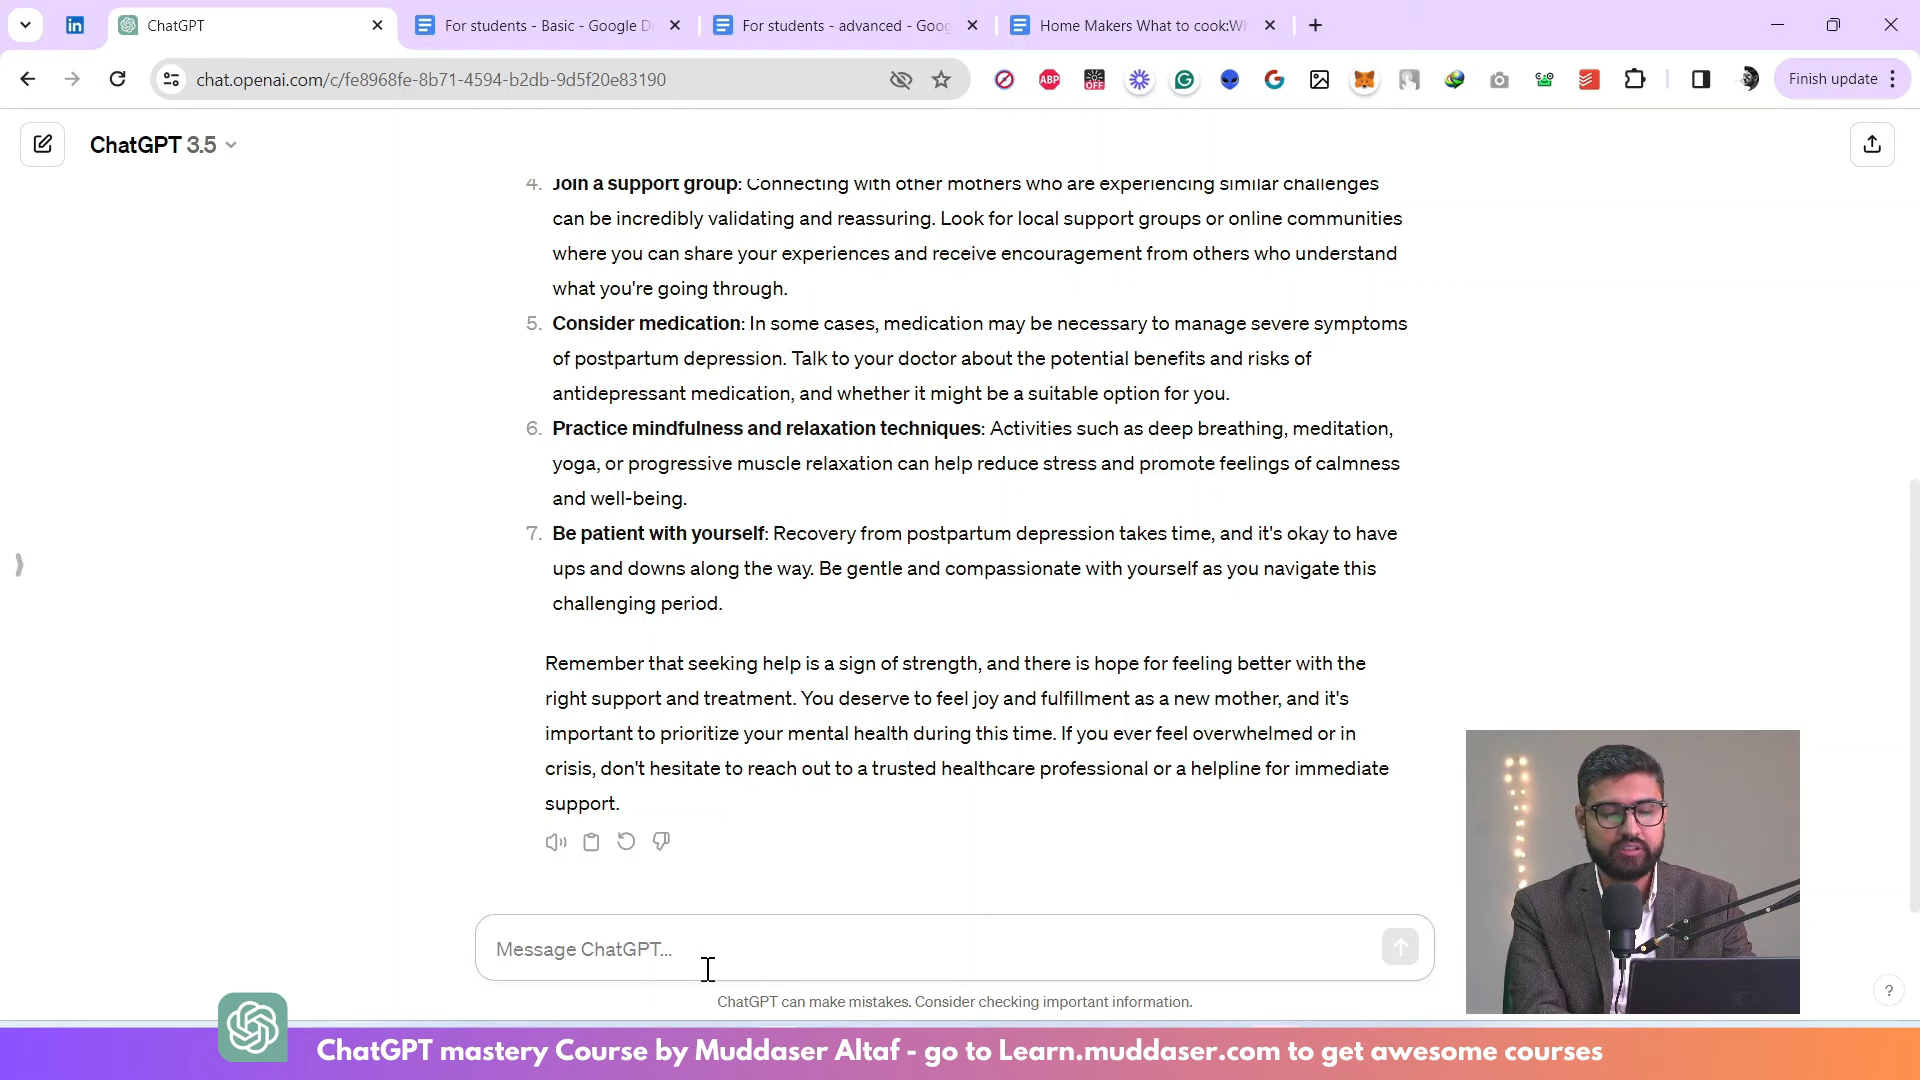 ChatGPT
For students - Basic - Google D
For students - advanced - Goog
Home Makers What to cook:Wh
chat.openai.com/c/fe8968fe-8b71-4594-b2db-9d5f20e83190
ABP
OFF
Finish update
ChatGPT 3.5
4. Join a support group: Connecting with other mothers who are experiencing similar challenges
can be incredibly validating and reassuring. Look for local support groups or online communities
where you can share your experiences and receive encouragement from others who understand
what you're going through.
5. Consider medication: In some cases, medication may be necessary to manage severe symptoms
of postpartum depression. Talk to your doctor about the potential benefits and risks of
antidepressant medication, and whether it might be a suitable option for you.
6. Practice mindfulness and relaxation techniques: Activities such as deep breathing, meditation,
yoga, or progressive muscle relaxation can help reduce stress and promote feelings of calmness
and well-being.
7. Be patient with yourself: Recovery from postpartum depression takes time, and it's okay to have
ups and downs along the way. Be gentle and compassionate with yourself as you navigate this
challenging period.
Remember that seeking help is a sign of strength, and there is hope for feeling better with the
right support and treatment. You deserve to feel joy and fulfillment as a new mother, and it's
important to prioritize your mental health during this time. If you ever feel overwhelmed or in
crisis, don't hesitate to reach out to a trusted healthcare professional or a helpline for immediate
support.
Message ChatGPT...
ChatGPT can make mistakes. Consider checking important information.
?
ChatGPT mastery Course by Muddaser Altaf - go to Learn.muddaser.com to get awesome courses